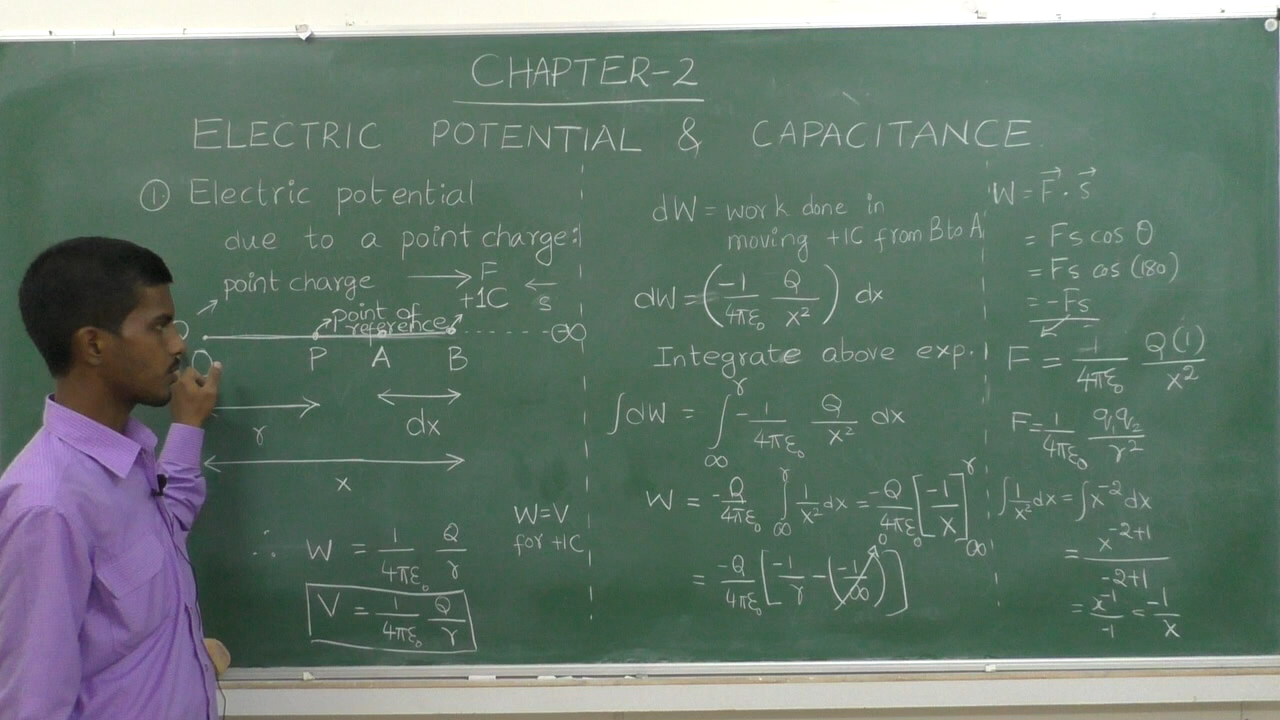 CHAPTER-2
ELECTRIC POTENTIAL & CAPACITANCE
① Electric potential
due to a point charge:
point charge → F
+1C ← s
point of
reference
∞
O P A B
r dx
x
∴ W = 1/4πε₀ Q/r
V = 1/4πε₀ Q/r
W=V
for +1C
dW = work done in
moving +1C from B to A
dW = (-1/4πε₀ Q/x²) dx
Integrate above exp.
∫dW = ∫_∞^r -1/4πε₀ Q/x² dx
W = -Q/4πε₀ ∫_∞^r 1/x² dx = -Q/4πε₀ [-1/x]_∞^r
= -Q/4πε₀ [-1/r - (-1/∞)] 0
W = F⃗ . s⃗
= Fs cos θ
= Fs cos (180)
= -Fs
F = 1/4πε₀ Q(1)/x²
F = 1/4πε₀ q₁q₂/r²
∫1/x² dx = ∫x⁻² dx
= x⁻²⁺¹/-2+1
= x⁻¹/-1 = -1/x